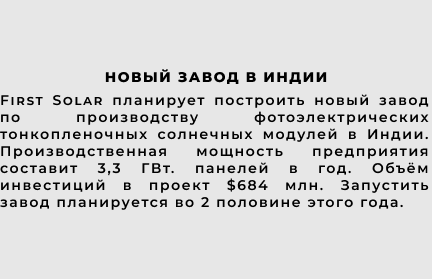 НОВЫЙ ЗАВОД В ИНДИИ
First Solar планирует построить новый завод
по производству фотоэлектрических
тонкопленочных солнечных модулей в Индии.
Производственная мощность предприятия
составит 3,3 ГВт. панелей в год. Объём
инвестиций в проект $684 млн. Запустить
завод планируется во 2 половине этого года.